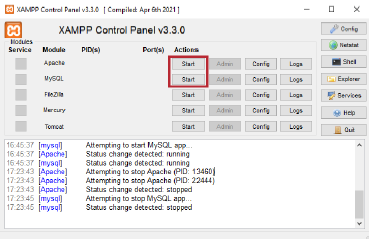 XAMPP Control Panel v3.3.0 [ Compiled: Apr 6th 2021 ]
XAMPP Control Panel v3.3.0
Config
Modules
Service Module PID(s) Port(s) Actions
Netstat
Apache Start Admin Config Logs
Shell
MySQL Start Admin Config Logs
Explorer
FileZilla Start Admin Config Logs
Services
Mercury Start Admin Config Logs
Help
Tomcat Start Admin Config Logs
Quit
16:45:37 [mysql] Attempting to start MySQL app...
16:45:37 [Apache] Status change detected: running
16:45:37 [mysql] Status change detected: running
17:23:43 [Apache] Attempting to stop Apache (PID: 13460)
17:23:43 [Apache] Attempting to stop Apache (PID: 22444)
17:23:43 [Apache] Status change detected: stopped
17:23:45 [mysql] Attempting to stop MySQL app...
17:23:45 [mysql] Status change detected: stopped